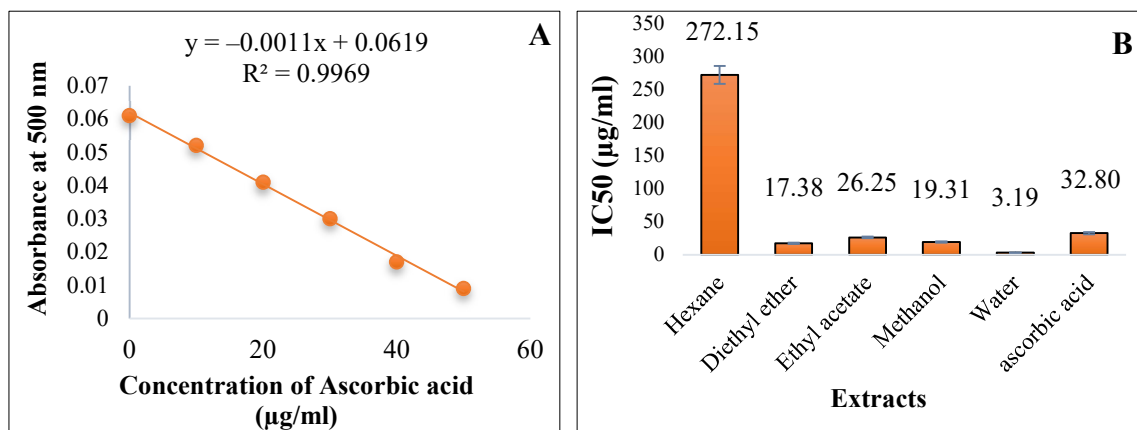 y = –0.0011x + 0.0619
R² = 0.9969
A
Absorbance at 500 nm
0.07
0.06
0.05
0.04
0.03
0.02
0.01
0
0 20 40 60
Concentration of Ascorbic acid
(µg/ml)
B
IC50 (µg/ml)
350
300
250
200
150
100
50
0
272.15
17.38
26.25
19.31
3.19
32.80
Hexane
Diethyl ether
Ethyl acetate
Methanol
Water
ascorbic acid
Extracts